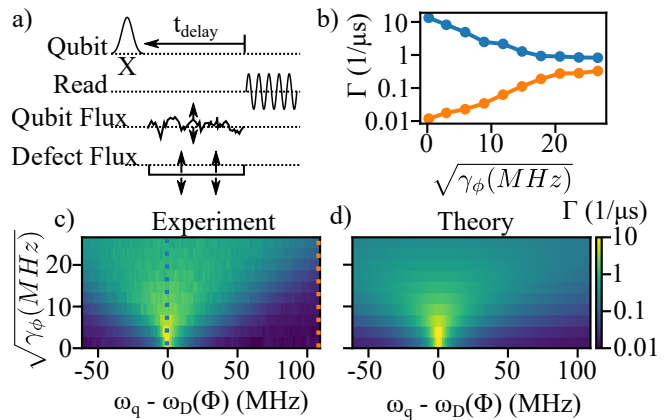 a)
t_delay
Qubit
X
Read
Qubit Flux
Defect Flux
b)
Γ (1/μs)
10
1
0.1
0.01
0 10 20
√γ_ϕ(MHz)
c) Experiment
√γ_ϕ(MHz)
20
10
0
-50 0 50 100
ω_q - ω_D(Φ) (MHz)
d) Theory
-50 0 50 100
ω_q - ω_D(Φ) (MHz)
Γ (1/μs)
10
1
0.1
0.01